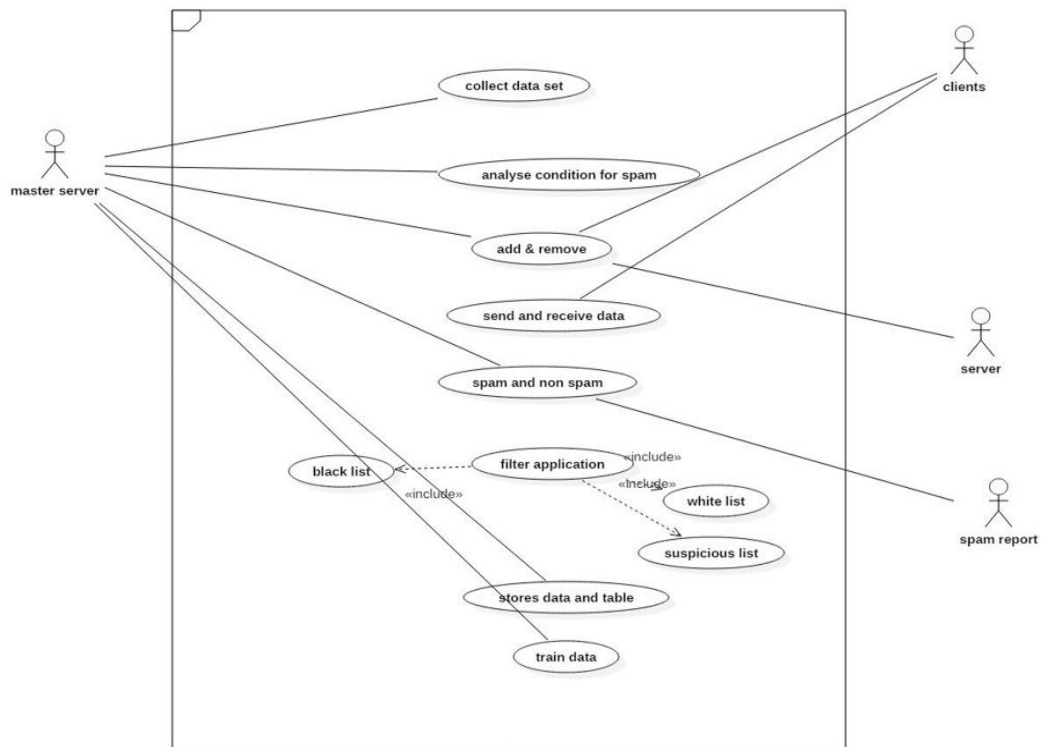 clients
collect data set
master server
analyse condition for spam
add & remove
send and receive data
server
spam and non spam
filter application
«include»
black list
«include»
«include»
white list
spam report
suspicious list
stores data and table
train data